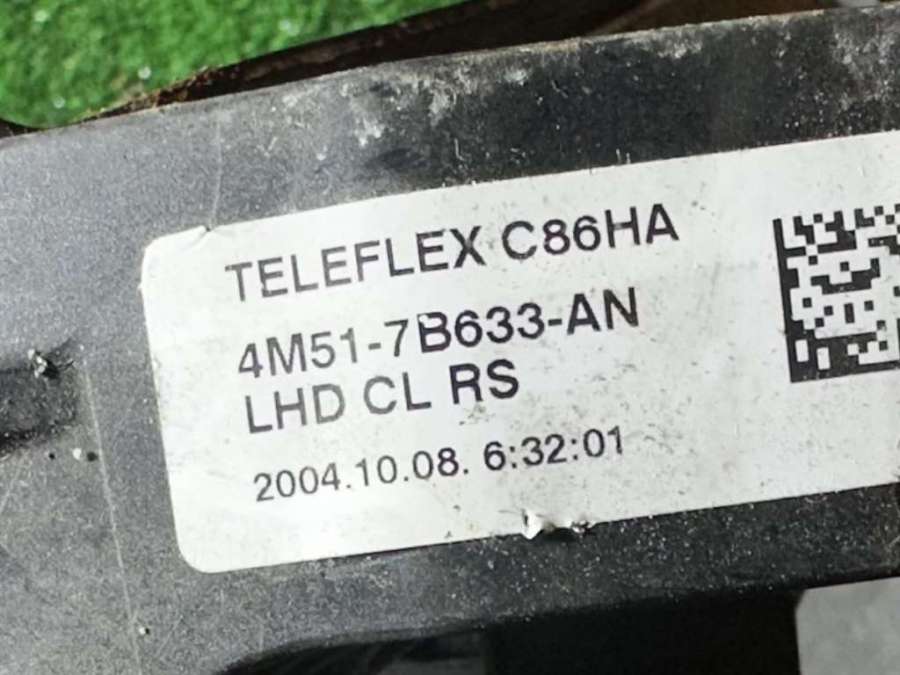 TELEFLEX C86HA
4M51-7B633-AN
LHD CL RS
2004.10.08. 6:32:01